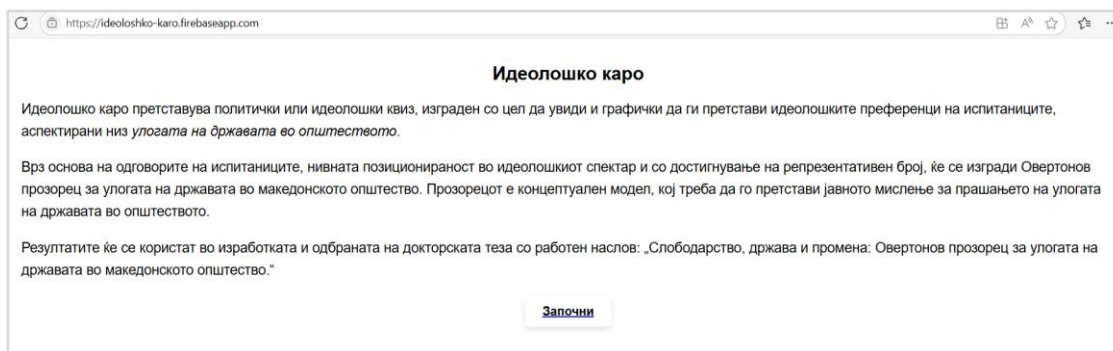 https://ideoloshko-karo.firebaseapp.com
Идеолошко каро
Идеолошко каро претставува политички или идеолошки квиз, изграден со цел да увиди и графички да ги претстави идеолошките преференци на испитаниците,
аспектирани низ улогата на државата во општеството.
Врз основа на одговорите на испитаниците, нивната позиционираност во идеолошкиот спектар и со достигнување на репрезентативен број, ќе се изгради Овертонов
прозорец за улогата на државата во македонското општество. Прозорецот е концептуален модел, кој треба да го претстави јавното мислење за прашањето на улогата
на државата во општеството.
Резултатите ќе се користат во изработката и одбраната на докторската теза со работен наслов: „Слободарство, држава и промена: Овертонов прозорец за улогата на
државата во македонското општество.“
Започни